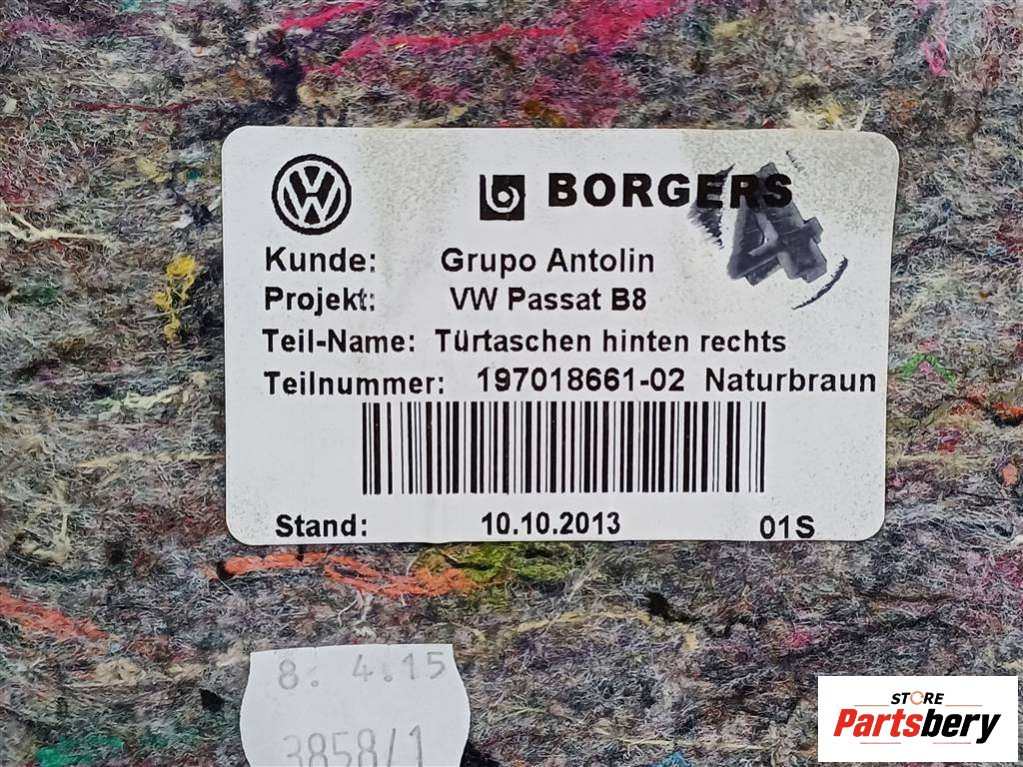 BORGERS
Kunde: Grupo Antolin
Projekt: VW Passat B8
Teil-Name: Türtaschen hinten rechts
Teilnummer: 197018661-02 Naturbraun
Stand: 10.10.2013 01S
8. 4.15
3858/1
STORE
Partsbery